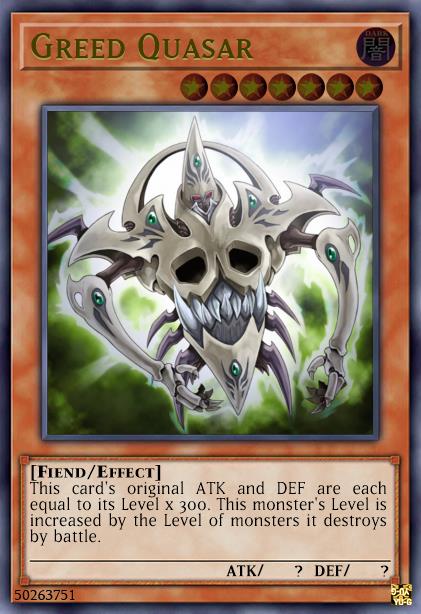 Greed Quasar
DARK
闇
[Fiend/Effect]
This card's original ATK and DEF are each
equal to its Level x 300. This monster's Level is
increased by the Level of monsters it destroys
by battle.
ATK/ ? DEF/ ?
50263751